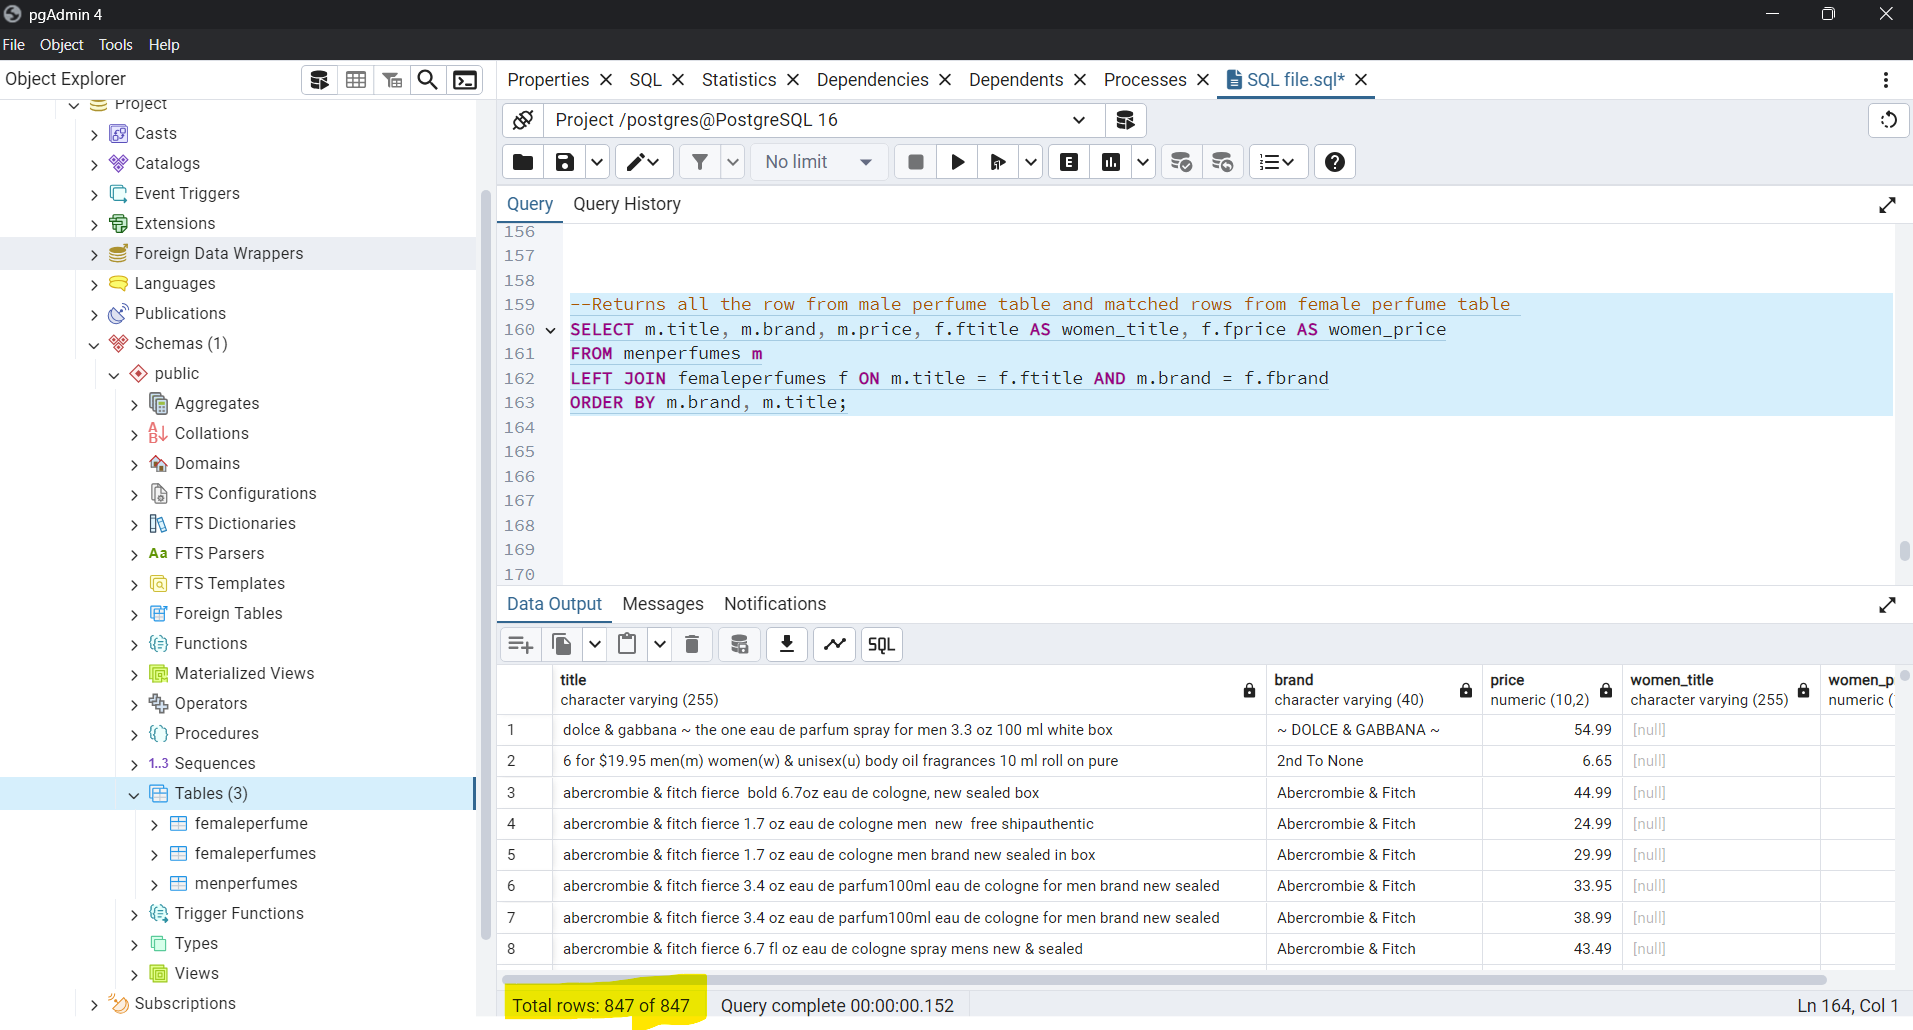 pgAdmin 4
File Object Tools Help
Object Explorer
Properties SQL Statistics Dependencies Dependents Processes SQL file.sql*
Project
Casts
Catalogs
Event Triggers
Extensions
Foreign Data Wrappers
Languages
Publications
Schemas (1)
public
Aggregates
Collations
Domains
FTS Configurations
FTS Dictionaries
Aa FTS Parsers
FTS Templates
Foreign Tables
Functions
Materialized Views
Operators
Procedures
1..3 Sequences
Tables (3)
femaleperfume
femaleperfumes
menperfumes
Trigger Functions
Types
Views
Subscriptions
Project /postgres@PostgreSQL 16
No limit E
Query Query History
156
157
158
159 --Returns all the row from male perfume table and matched rows from female perfume table
160 SELECT m.title, m.brand, m.price, f.ftitle AS women_title, f.fprice AS women_price
161 FROM menperfumes m
162 LEFT JOIN femaleperfumes f ON m.title = f.ftitle AND m.brand = f.fbrand
163 ORDER BY m.brand, m.title;
164
165
166
167
168
169
170
Data Output Messages Notifications
SQL
title brand price women_title women_p
character varying (255) character varying (40) numeric (10,2) character varying (255) numeric (
1 dolce & gabbana ~ the one eau de parfum spray for men 3.3 oz 100 ml white box ~ DOLCE & GABBANA ~ 54.99 [null]
2 6 for $19.95 men(m) women(w) & unisex(u) body oil fragrances 10 ml roll on pure 2nd To None 6.65 [null]
3 abercrombie & fitch fierce  bold 6.7oz eau de cologne, new sealed box Abercrombie & Fitch 44.99 [null]
4 abercrombie & fitch fierce 1.7 oz eau de cologne men  new  free shipauthentic Abercrombie & Fitch 24.99 [null]
5 abercrombie & fitch fierce 1.7 oz eau de cologne men brand new sealed in box Abercrombie & Fitch 29.99 [null]
6 abercrombie & fitch fierce 3.4 oz eau de parfum100ml eau de cologne for men brand new sealed Abercrombie & Fitch 33.95 [null]
7 abercrombie & fitch fierce 3.4 oz eau de parfum100ml eau de cologne for men brand new sealed Abercrombie & Fitch 38.99 [null]
8 abercrombie & fitch fierce 6.7 fl oz eau de cologne spray mens new & sealed Abercrombie & Fitch 43.49 [null]
Total rows: 847 of 847 Query complete 00:00:00.152 Ln 164, Col 1